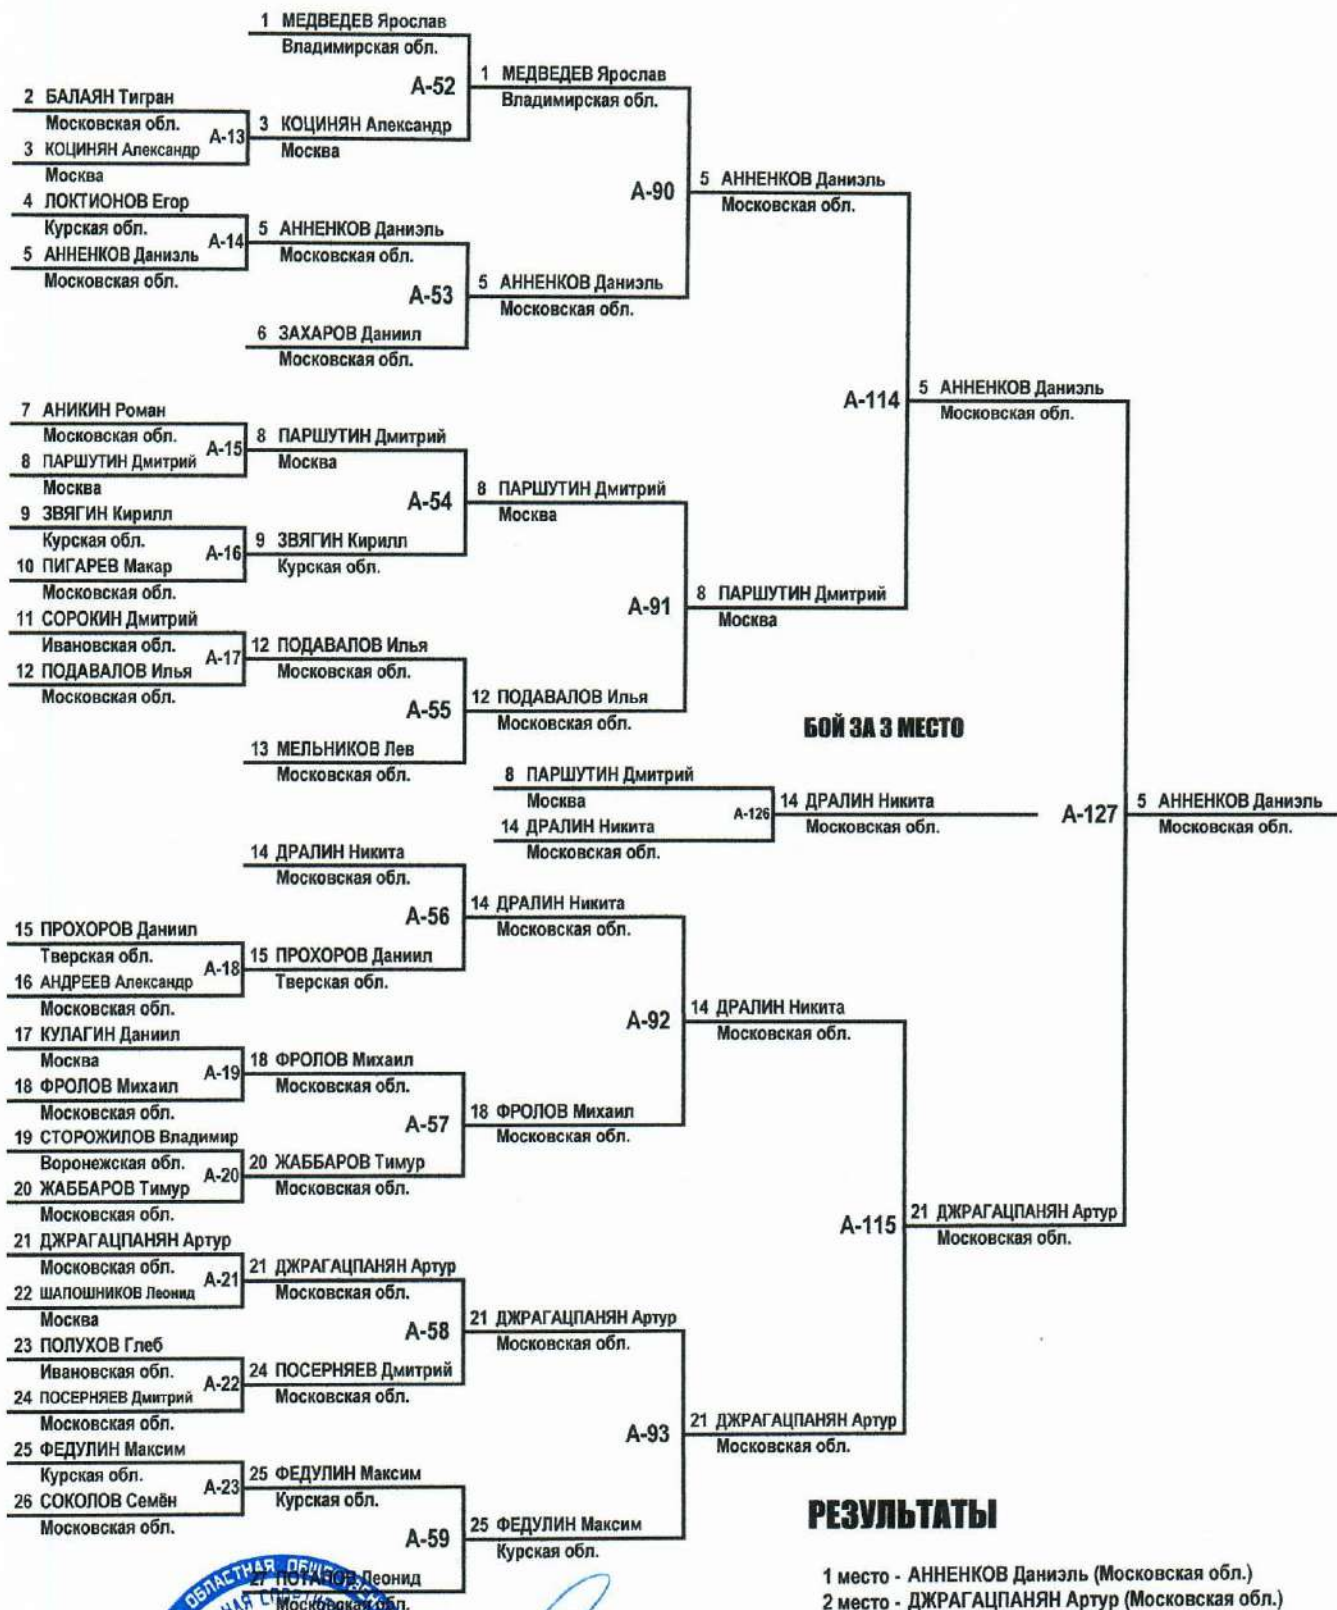 1 МЕДВЕДЕВ Ярослав
Владимирская обл.
А-52
1 МЕДВЕДЕВ Ярослав
Владимирская обл.
2 БАЛАЯН Тигран
Московская обл.
А-13
3 КОЦИНЯН Александр
Москва
3 КОЦИНЯН Александр
Москва
4 ЛОКТИОНОВ Егор
Курская обл.
А-14
5 АННЕНКОВ Даниэль
Московская обл.
5 АННЕНКОВ Даниэль
Московская обл.
А-90
5 АННЕНКОВ Даниэль
Московская обл.
А-53
5 АННЕНКОВ Даниэль
Московская обл.
6 ЗАХАРОВ Даниил
Московская обл.
А-114
5 АННЕНКОВ Даниэль
Московская обл.
7 АНИКИН Роман
Московская обл.
А-15
8 ПАРШУТИН Дмитрий
Москва
8 ПАРШУТИН Дмитрий
Москва
А-54
8 ПАРШУТИН Дмитрий
Москва
9 ЗВЯГИН Кирилл
Курская обл.
А-16
10 ПИГАРЕВ Макар
Московская обл.
9 ЗВЯГИН Кирилл
Курская обл.
А-91
8 ПАРШУТИН Дмитрий
Москва
11 СОРОКИН Дмитрий
Ивановская обл.
А-17
12 ПОДАВАЛОВ Илья
Московская обл.
12 ПОДАВАЛОВ Илья
Московская обл.
А-55
12 ПОДАВАЛОВ Илья
Московская обл.
13 МЕЛЬНИКОВ Лев
Московская обл.
БОЙ ЗА 3 МЕСТО
8 ПАРШУТИН Дмитрий
Москва
А-126
14 ДРАЛИН Никита
Московская обл.
14 ДРАЛИН Никита
Московская обл.
А-127
5 АННЕНКОВ Даниэль
Московская обл.
14 ДРАЛИН Никита
Московская обл.
А-56
14 ДРАЛИН Никита
Московская обл.
15 ПРОХОРОВ Даниил
Тверская обл.
А-18
16 АНДРЕЕВ Александр
Московская обл.
15 ПРОХОРОВ Даниил
Тверская обл.
А-92
14 ДРАЛИН Никита
Московская обл.
17 КУЛАГИН Даниил
Москва
А-19
18 ФРОЛОВ Михаил
Московская обл.
18 ФРОЛОВ Михаил
Московская обл.
А-57
18 ФРОЛОВ Михаил
Московская обл.
19 СТОРОЖИЛОВ Владимир
Воронежская обл.
А-20
20 ЖАББАРОВ Тимур
Московская обл.
20 ЖАББАРОВ Тимур
Московская обл.
А-115
21 ДЖРАГАЦПАНЯН Артур
Московская обл.
21 ДЖРАГАЦПАНЯН Артур
Московская обл.
А-21
22 ШАПОШНИКОВ Леонид
Москва
21 ДЖРАГАЦПАНЯН Артур
Московская обл.
А-58
21 ДЖРАГАЦПАНЯН Артур
Московская обл.
23 ПОЛУХОВ Глеб
Ивановская обл.
А-22
24 ПОСЕРНЯЕВ Дмитрий
Московская обл.
24 ПОСЕРНЯЕВ Дмитрий
Московская обл.
А-93
21 ДЖРАГАЦПАНЯН Артур
Московская обл.
25 ФЕДУЛИН Максим
Курская обл.
А-23
26 СОКОЛОВ Семён
Московская обл.
25 ФЕДУЛИН Максим
Курская обл.
А-59
25 ФЕДУЛИН Максим
Курская обл.
27 ПОТАПОВ Леонид
Московская обл.
РЕЗУЛЬТАТЫ
1 место - АННЕНКОВ Даниэль (Московская обл.)
2 место - ДЖРАГАЦПАНЯН Артур (Московская обл.)